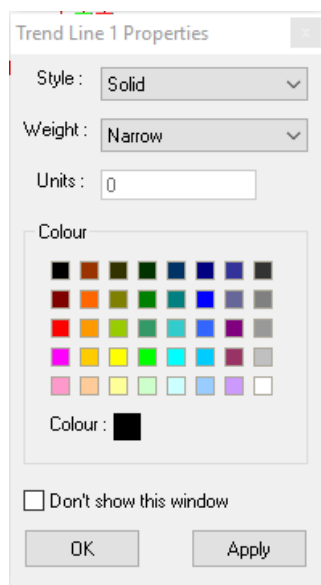 Trend Line 1 Properties
x
Style :
Solid
Weight :
Narrow
Units :
0
Colour
Colour :
Don't show this window
OK
Apply